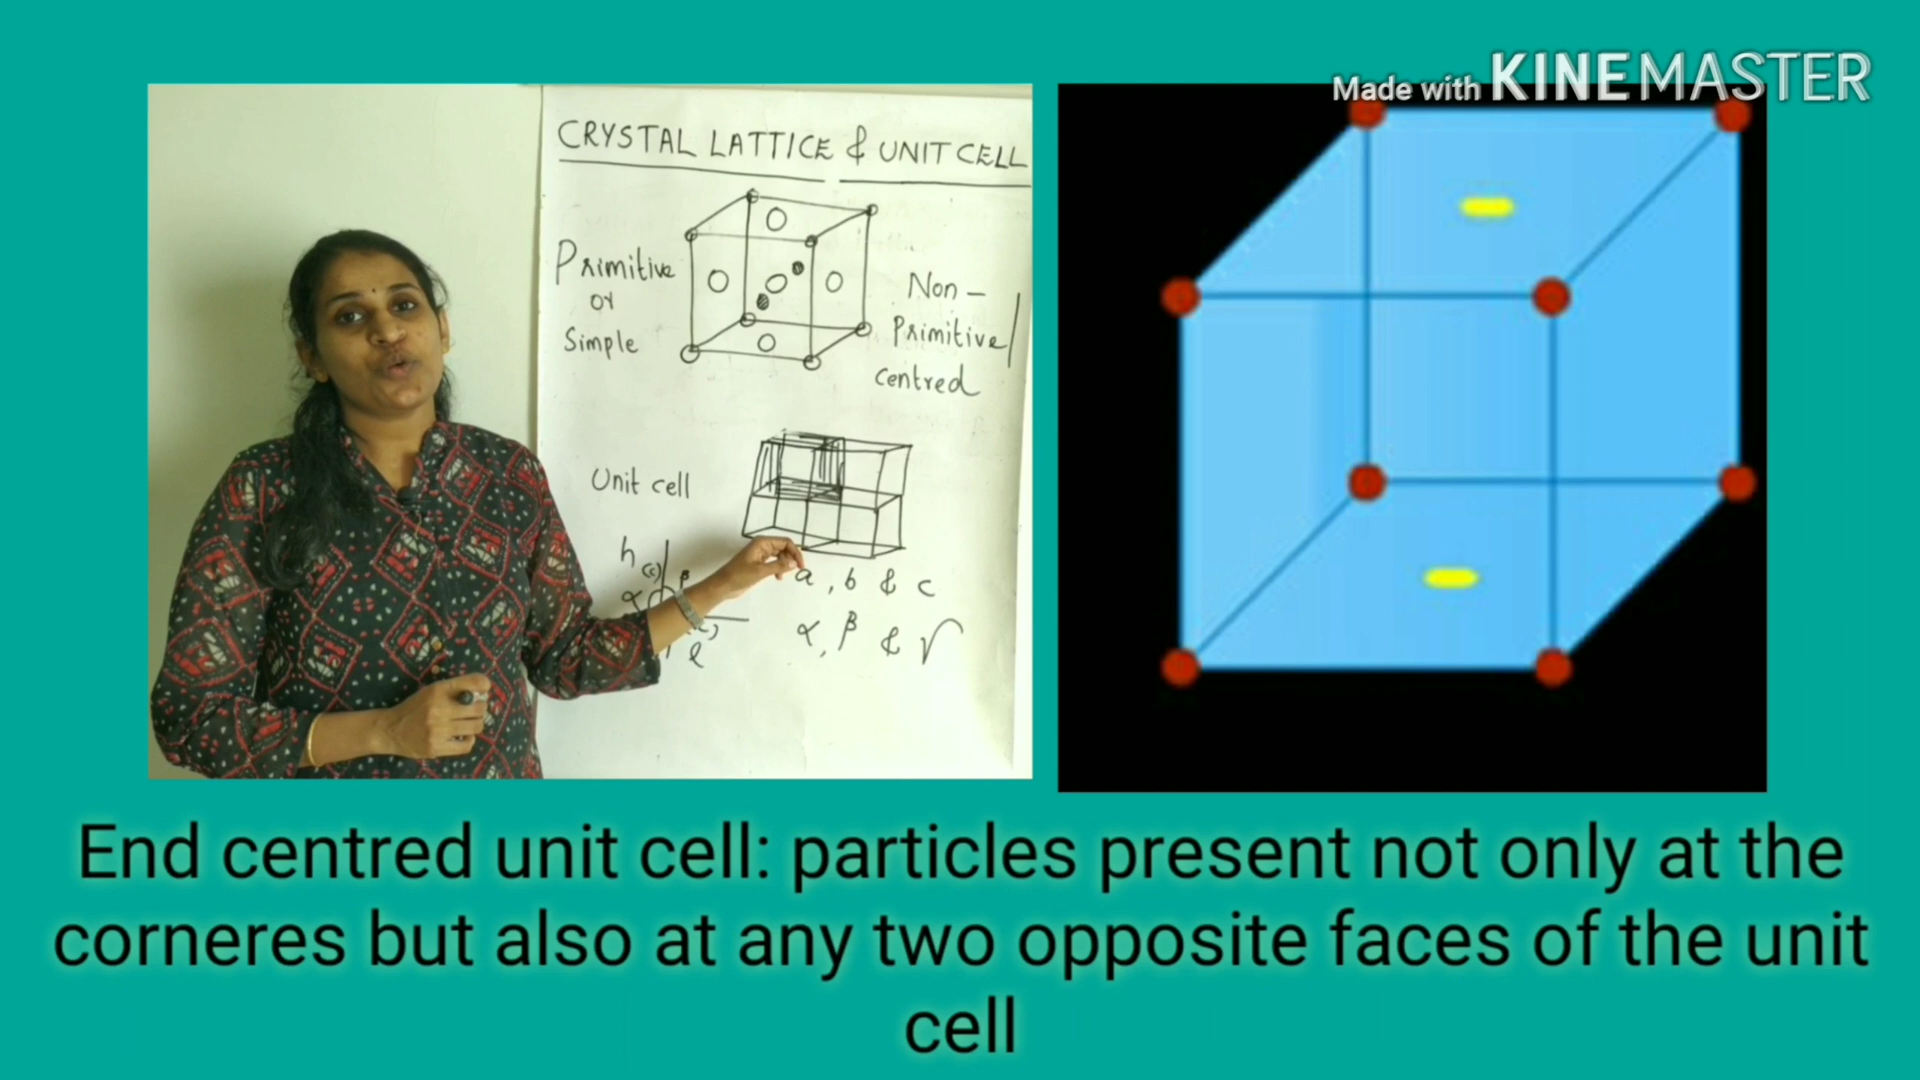 Made with KINEMASTER
CRYSTAL LATTICE & UNIT CELL
Primitive
or
Simple
Non -
Primitive/
centred
Unit cell
h
(c)
β
α
a, b & c
α, β & γ
l
End centred unit cell: particles present not only at the
corneres but also at any two opposite faces of the unit
cell